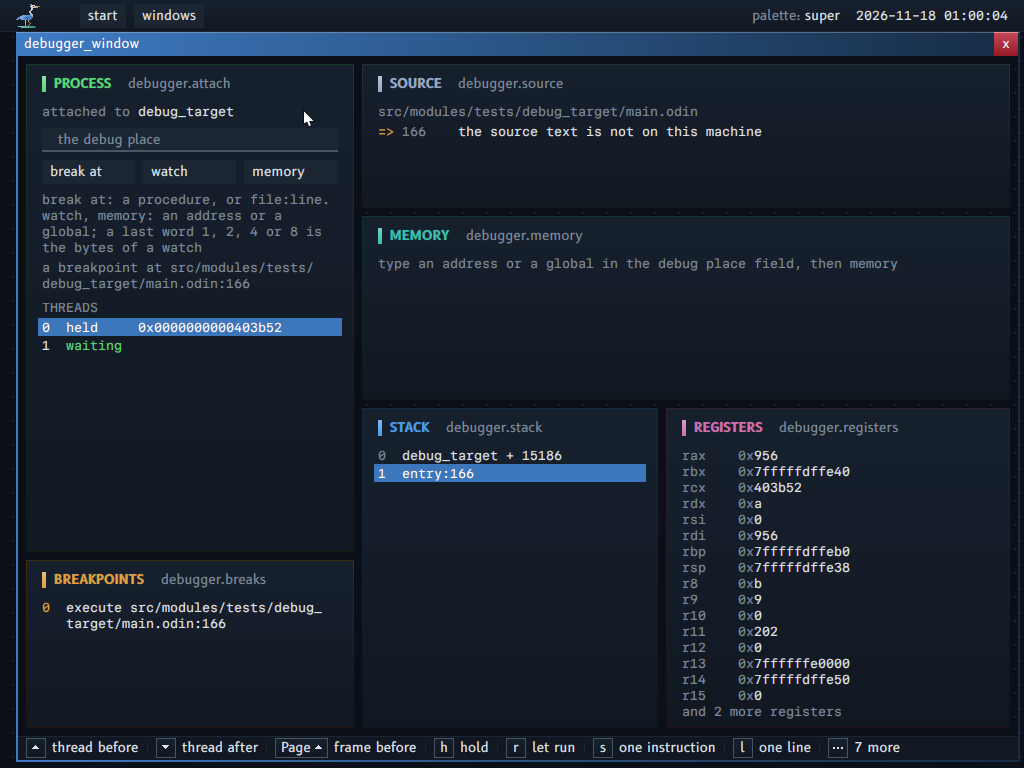 start windows palette: super 2026-11-18 01:00:04
debugger_window x
PROCESS debugger.attach
attached to debug_target
the debug place
break at watch memory
break at: a procedure, or file:line.
watch, memory: an address or a
global; a last word 1, 2, 4 or 8 is
the bytes of a watch
a breakpoint at src/modules/tests/
debug_target/main.odin:166
THREADS
0 held 0x0000000000403b52
1 waiting
BREAKPOINTS debugger.breaks
0 execute src/modules/tests/debug_
target/main.odin:166
SOURCE debugger.source
src/modules/tests/debug_target/main.odin
=> 166 the source text is not on this machine
MEMORY debugger.memory
type an address or a global in the debug place field, then memory
STACK debugger.stack
0 debug_target + 15186
1 entry:166
REGISTERS debugger.registers
rax 0x956
rbx 0x7fffffdffe40
rcx 0x403b52
rdx 0xa
rsi 0x0
rdi 0x956
rbp 0x7fffffdffeb0
rsp 0x7fffffdffe38
r8 0xb
r9 0x9
r10 0x0
r11 0x202
r12 0x0
r13 0x7ffffffe0000
r14 0x7fffffdffe50
r15 0x0
and 2 more registers
thread before thread after Page frame before h hold r let run s one instruction l one line ··· 7 more